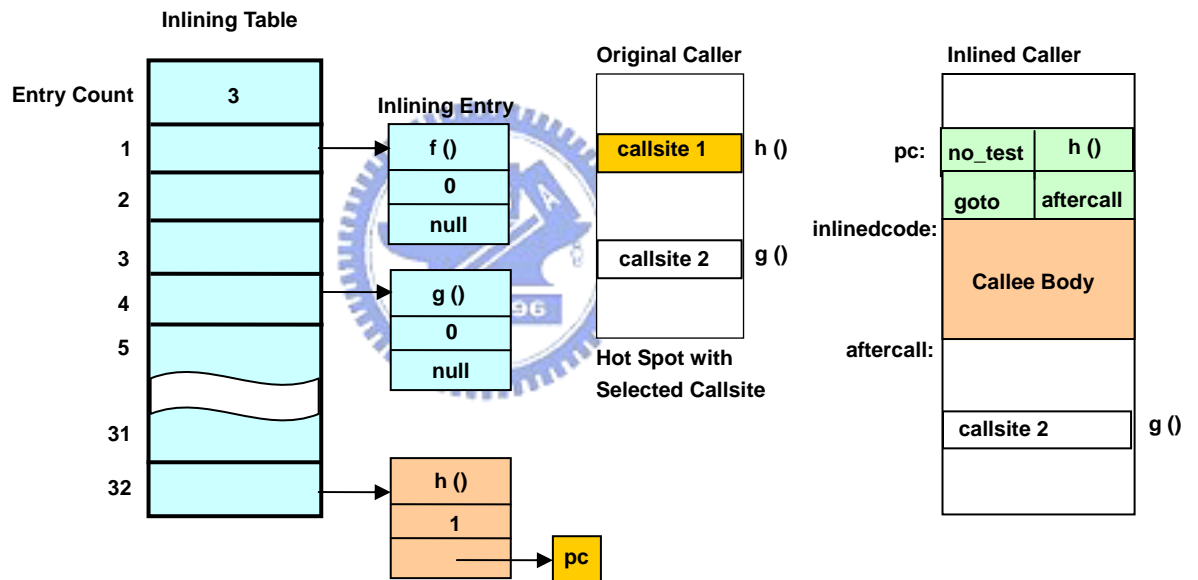 Inlining Table
Entry Count
3
1
2
3
4
5
31
32
Inlining Entry
f ()
0
null
g ()
0
null
h ()
1
pc
Original Caller
callsite 1
h ()
callsite 2
g ()
Hot Spot with
Selected Callsite
Inlined Caller
pc:
no_test
h ()
goto
aftercall
inlinedcode:
Callee Body
aftercall:
callsite 2
g ()